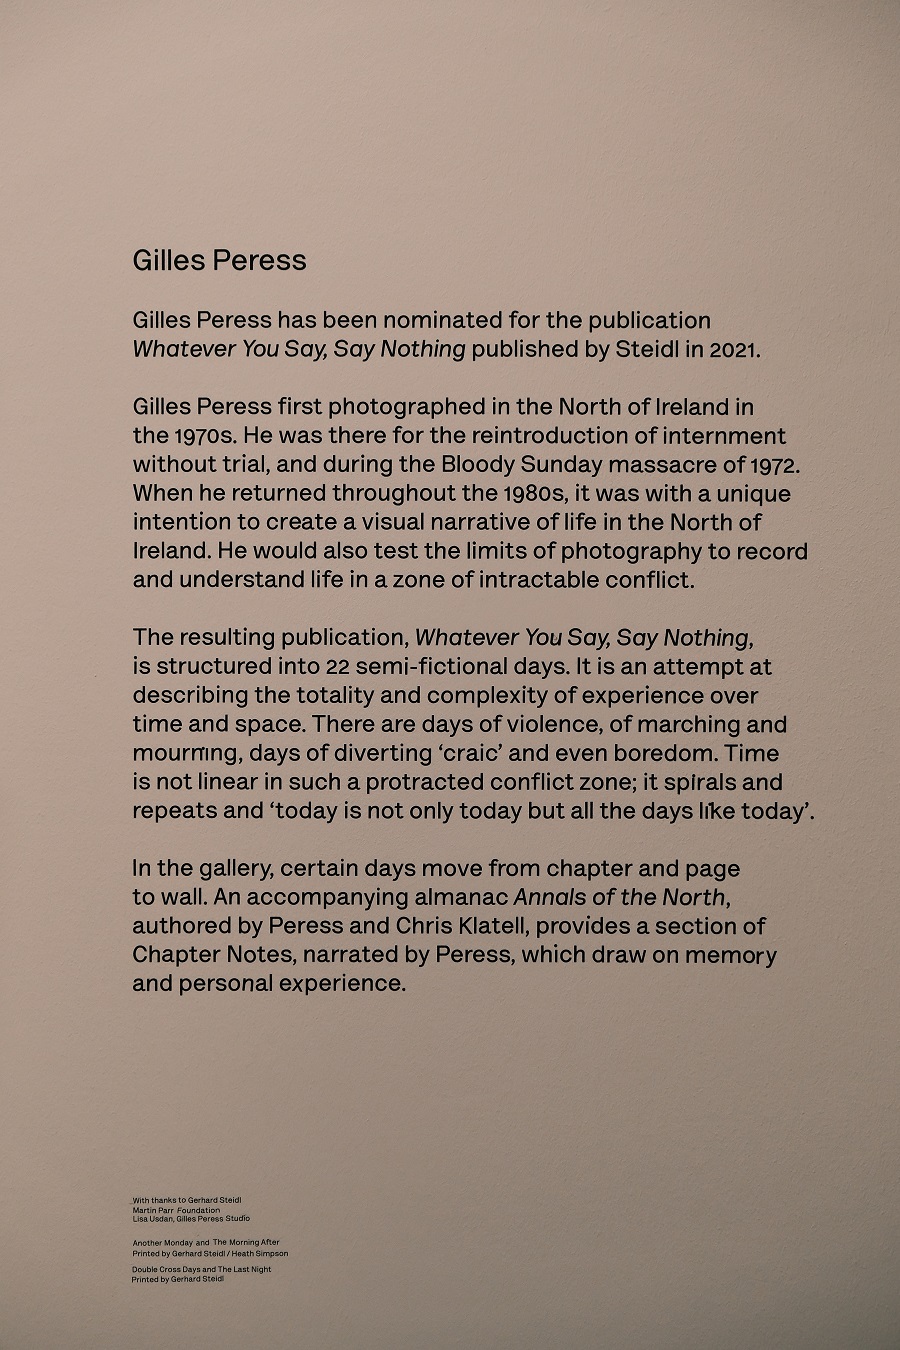 Gilles Peress
Gilles Peress has been nominated for the publication
Whatever You Say, Say Nothing published by Steidl in 2021.
Gilles Peress first photographed in the North of Ireland in
the 1970s. He was there for the reintroduction of internment
without trial, and during the Bloody Sunday massacre of 1972.
When he returned throughout the 1980s, it was with a unique
intention to create a visual narrative of life in the North of
Ireland. He would also test the limits of photography to record
and understand life in a zone of intractable conflict.
The resulting publication, Whatever You Say, Say Nothing,
is structured into 22 semi-fictional days. It is an attempt at
describing the totality and complexity of experience over
time and space. There are days of violence, of marching and
mourning, days of diverting ‘craic’ and even boredom. Time
is not linear in such a protracted conflict zone; it spirals and
repeats and ‘today is not only today but all the days like today’.
In the gallery, certain days move from chapter and page
to wall. An accompanying almanac Annals of the North,
authored by Peress and Chris Klatell, provides a section of
Chapter Notes, narrated by Peress, which draw on memory
and personal experience.
With thanks to Gerhard Steidl
Martin Parr Foundation
Lisa Usdan, Gilles Peress Studio
Another Monday and The Morning After
Printed by Gerhard Steidl / Heath Simpson
Double Cross Days and The Last Night
Printed by Gerhard Steidl